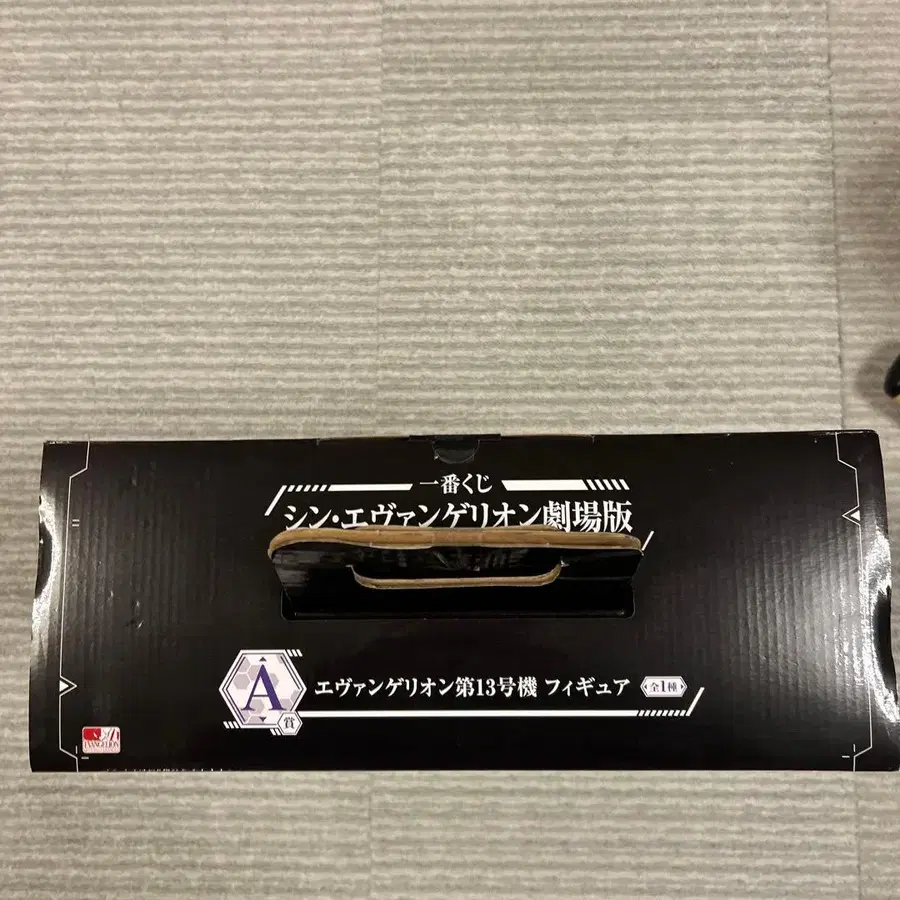 一番くじ
シン・エヴァンゲリオン劇場版
A
賞
エヴァンゲリオン第13号機 フィギュア
全1種
EVANGELION